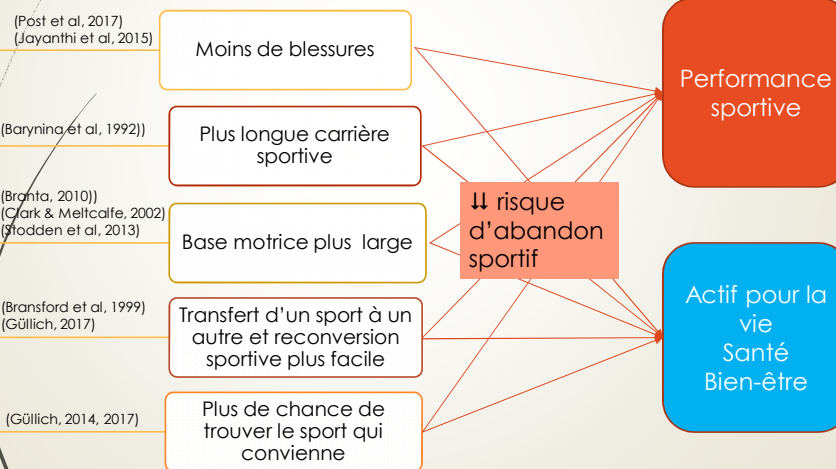 (Post et al, 2017)
(Jayanthi et al, 2015)
Moins de blessures
(Barynina et al, 1992))
Plus longue carrière
sportive
(Branta, 2010))
(Clark & Meltcalfe, 2002)
(Stodden et al, 2013)
Base motrice plus large
(Bransford et al, 1999)
(Güllich, 2017)
Transfert d’un sport à un
autre et reconversion
sportive plus facile
(Güllich, 2014, 2017)
Plus de chance de
trouver le sport qui
convienne
↓↓ risque
d’abandon
sportif
Performance
sportive
Actif pour la
vie
Santé
Bien-être